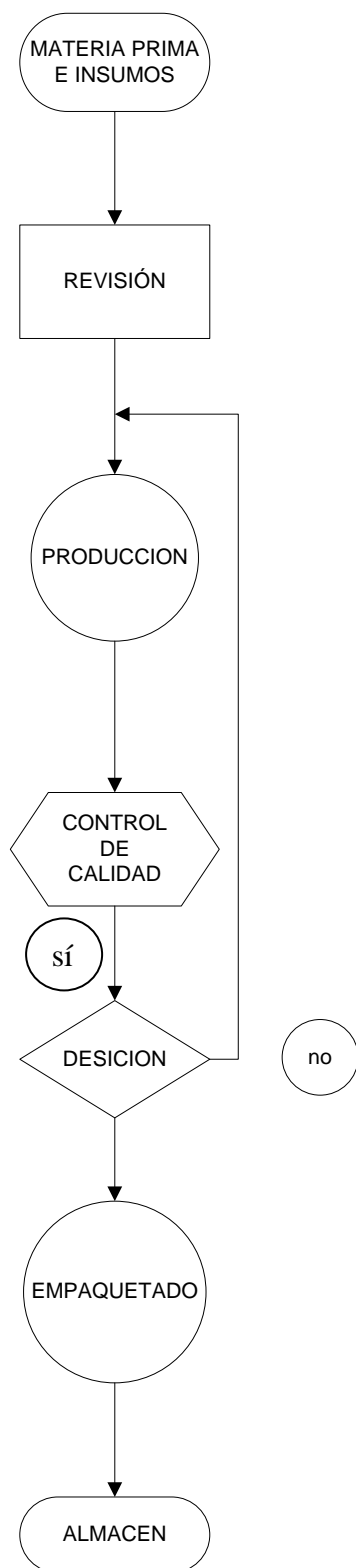 MATERIA PRIMA
E INSUMOS
REVISIÓN
PRODUCCION
CONTROL
DE
CALIDAD
sí
DESICION
no
EMPAQUETADO
ALMACEN